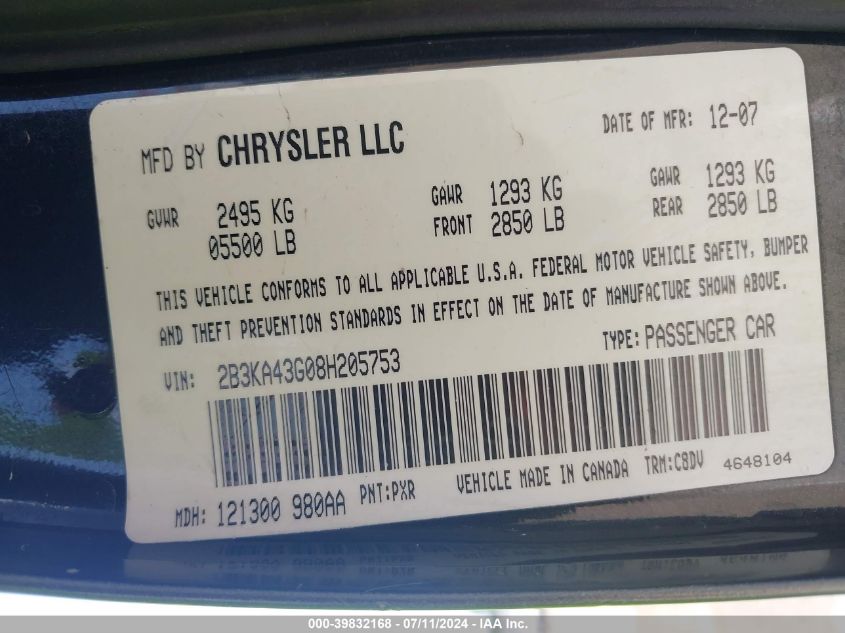 MFD BY CHRYSLER LLC
DATE OF MFR: 12-07
GVWR 2495 KG
05500 LB
GAWR FRONT 1293 KG
2850 LB
GAWR REAR 1293 KG
2850 LB
THIS VEHICLE CONFORMS TO ALL APPLICABLE U.S.A. FEDERAL MOTOR VEHICLE SAFETY, BUMPER
AND THEFT PREVENTION STANDARDS IN EFFECT ON THE DATE OF MANUFACTURE SHOWN ABOVE.
VIN: 2B3KA43G08H205753
TYPE: PASSENGER CAR
MDH: 121300 980AA PNT:PXR VEHICLE MADE IN CANADA TRM:C8DV 4648104
000-39832168 - 07/11/2024 - IAA Inc.